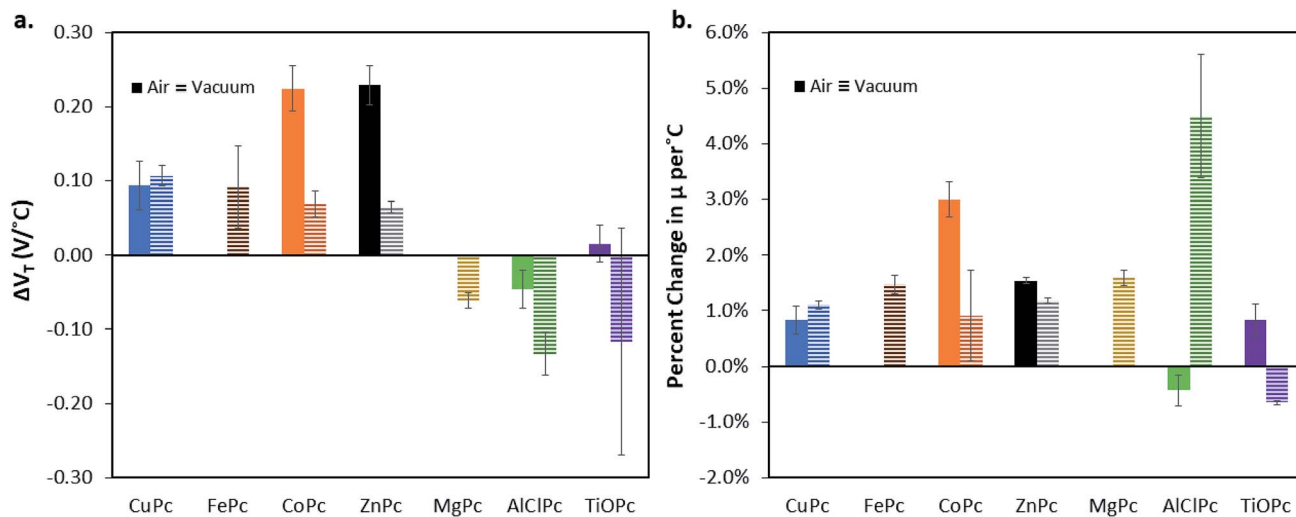 a.
ΔV_T (V/°C)
0.30
0.20
0.10
0.00
-0.10
-0.20
-0.30
Air Vacuum
CuPc FePc CoPc ZnPc MgPc AlClPc TiOPc
b.
Percent Change in μ per°C
6.0%
5.0%
4.0%
3.0%
2.0%
1.0%
0.0%
-1.0%
-2.0%
Air Vacuum
CuPc FePc CoPc ZnPc MgPc AlClPc TiOPc